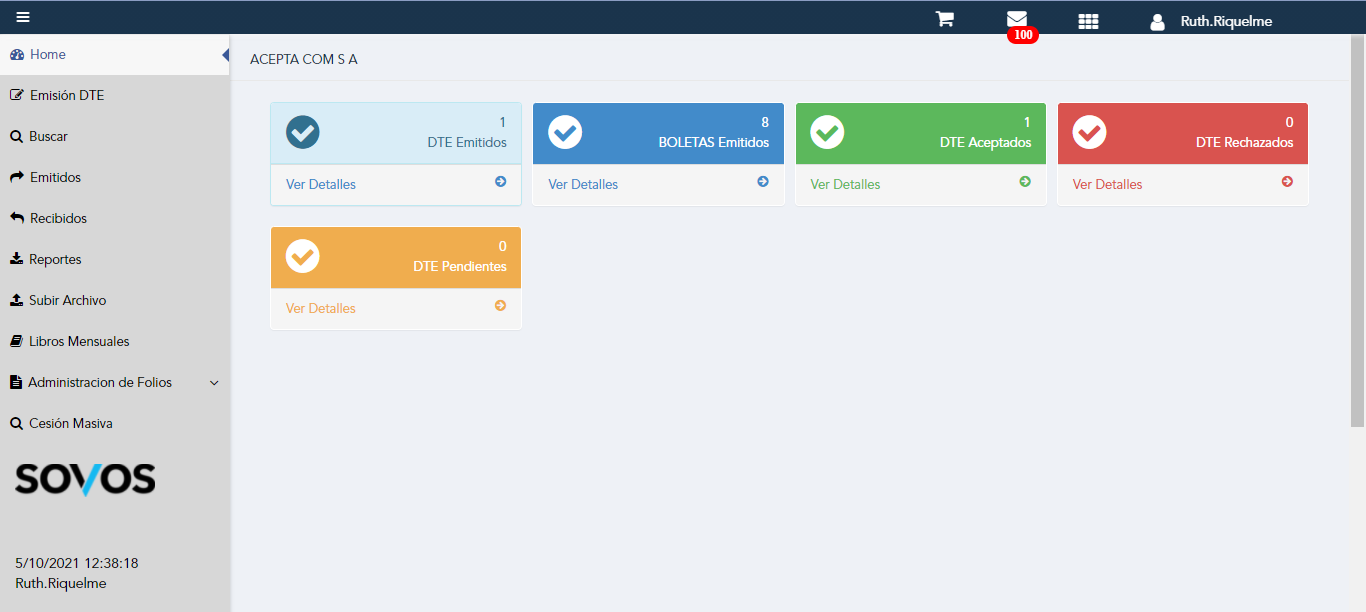 Ruth.Riquelme
100
Home
Emisión DTE
Buscar
Emitidos
Recibidos
Reportes
Subir Archivo
Libros Mensuales
Administracion de Folios
Cesión Masiva
SOVOS
5/10/2021 12:38:18
Ruth.Riquelme
ACEPTA COM S A
1
DTE Emitidos
Ver Detalles
8
BOLETAS Emitidos
Ver Detalles
1
DTE Aceptados
Ver Detalles
0
DTE Rechazados
Ver Detalles
0
DTE Pendientes
Ver Detalles